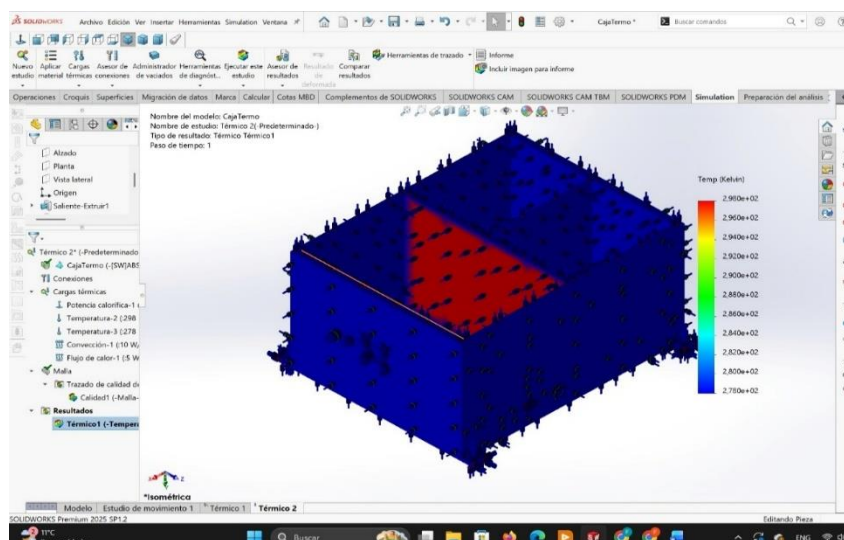 SOLIDWORKS Archivo Edición Ver Insertar Herramientas Simulation Ventana CajaTermo * Buscar comandos
Nuevo estudio Aplicar material Cargas térmicas Asesor de conexiones Administrador de vaciados Herramientas de diagnóst... Ejecutar este estudio Asesor de resultados Resultado de deformada Comparar resultados Herramientas de trazado Informe
Incluir imagen para informe
Operaciones Croquis Superficies Migración de datos Marca Calcular Cotas MBD Complementos de SOLIDWORKS SOLIDWORKS CAM SOLIDWORKS CAM TBM SOLIDWORKS PDM Simulation Preparación del análisis
Nombre del modelo: CajaTermo
Nombre de estudio: Térmico 2(-Predeterminado-)
Tipo de resultado: Térmico Térmico1
Paso de tiempo: 1
Alzado
Planta
Vista lateral
Origen
Saliente-Extruir1
Térmico 2* (-Predeterminado
CajaTermo (-[SW]ABS
Conexiones
Cargas térmicas
Potencia calorífica-1
Temperatura-2 (:298
Temperatura-3 (:278
Convección-1 (:10 W/
Flujo de calor-1 (:5 W
Malla
Trazado de calidad de
Calidad1 (-Malla-
Resultados
Térmico1 (-Tempera
Temp (Kelvin)
2,980e+02
2,960e+02
2,940e+02
2,920e+02
2,900e+02
2,880e+02
2,860e+02
2,840e+02
2,820e+02
2,800e+02
2,780e+02
*Isométrica
Modelo Estudio de movimiento 1 Térmico 1 Térmico 2
SOLIDWORKS Premium 2025 SP1.2 Editando Pieza
11°C Buscar ENG